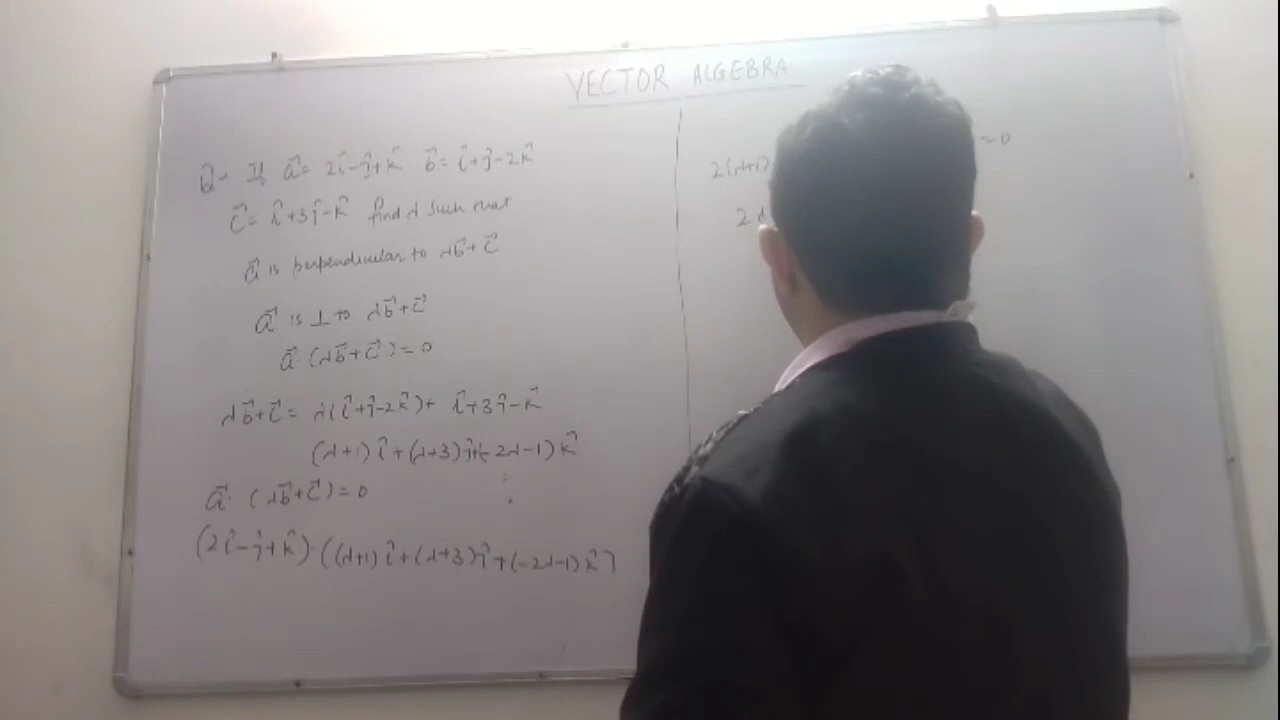 VECTOR ALGEBRA
Q→ If a⃗= 2î-ĵ+k̂ b⃗= î+ĵ-2k̂
c⃗= î+3ĵ-k̂ find λ such that
a⃗ is perpendicular to λb⃗+c⃗
a⃗ is ⊥ to λb⃗+c⃗
a⃗·(λb⃗+c⃗)=0
λb⃗+c⃗= λ(î+ĵ-2k̂)+ î+3ĵ-k̂
(λ+1)î+(λ+3)ĵ+(-2λ-1)k̂
a⃗·(λb⃗+c⃗)=0
(2î-ĵ+k̂)·((λ+1)î+(λ+3)ĵ+(-2λ-1)k̂)
2(λ+1) =0
2λ